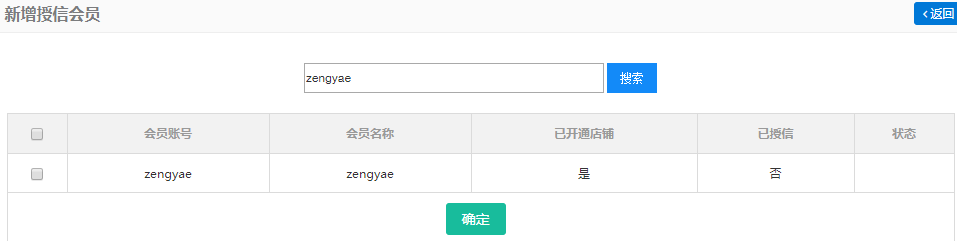 新增授信会员
返回
zengyae 搜索
会员账号 会员名称 已开通店铺 已授信 状态
zengyae zengyae 是 否
确定